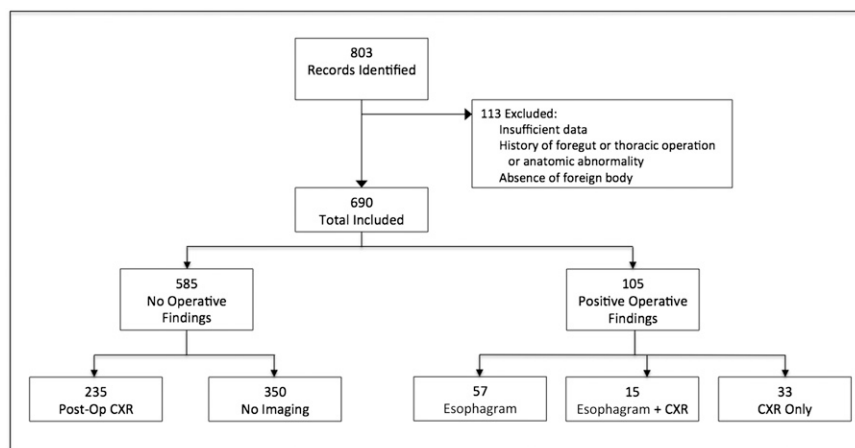 803
Records Identified
113 Excluded:
Insufficient data
History of foregut or thoracic operation
or anatomic abnormality
Absence of foreign body
690
Total Included
585
No Operative
Findings
105
Positive Operative
Findings
235
Post-Op CXR
350
No Imaging
57
Esophagram
15
Esophagram + CXR
33
CXR Only